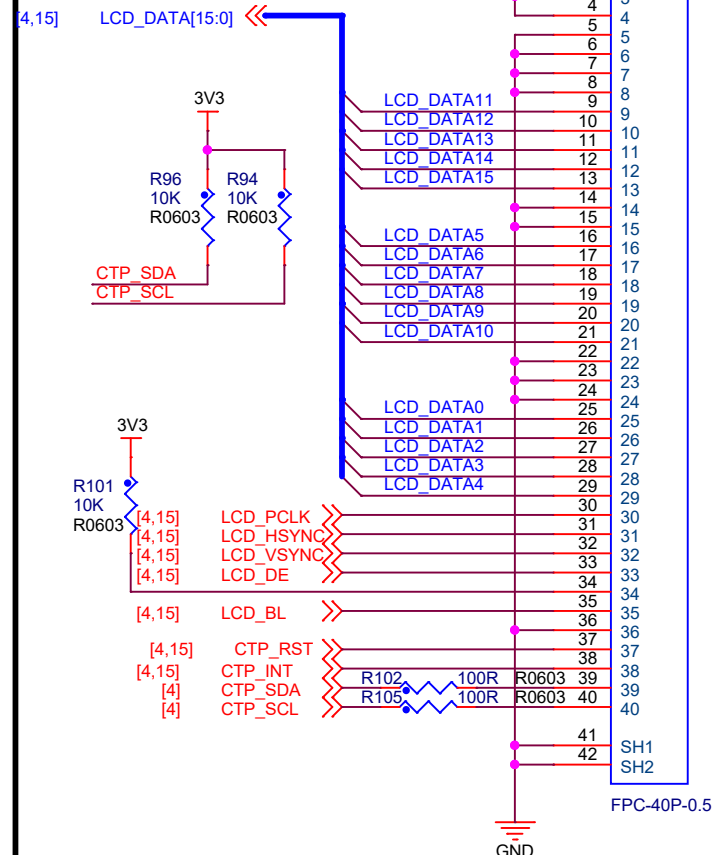 4 4
[4,15] LCD_DATA[15:0]
5 5
6 6
7 7
8 8
LCD_DATA11 9 9
LCD_DATA12 10 10
LCD_DATA13 11 11
LCD_DATA14 12 12
LCD_DATA15 13 13
14 14
15 15
LCD_DATA5 16 16
LCD_DATA6 17 17
LCD_DATA7 18 18
LCD_DATA8 19 19
LCD_DATA9 20 20
LCD_DATA10 21 21
22 22
23 23
24 24
LCD_DATA0 25 25
LCD_DATA1 26 26
LCD_DATA2 27 27
LCD_DATA3 28 28
LCD_DATA4 29 29
3V3
R96 R94
10K 10K
R0603 R0603
CTP_SDA
CTP_SCL
3V3
R101
10K
R0603
[4,15] LCD_PCLK 30 30
[4,15] LCD_HSYNC 31 31
[4,15] LCD_VSYNC 32 32
[4,15] LCD_DE 33 33
34 34
[4,15] LCD_BL 35 35
36 36
[4,15] CTP_RST 37 37
[4,15] CTP_INT 38 38
[4] CTP_SDA R102 100R R0603 39 39
[4] CTP_SCL R105 100R R0603 40 40
41 SH1
42 SH2
FPC-40P-0.5
GND